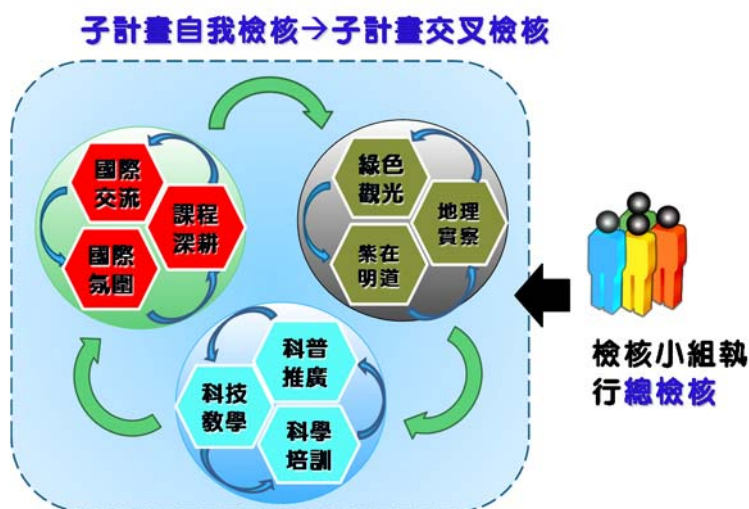 子計畫自我檢核→子計畫交叉檢核
國際
交流
課程
深耕
國際
氛圍
綠色
觀光
地理
實察
紫在
明道
科普
推廣
科技
教學
科學
培訓
檢核小組執
行總檢核